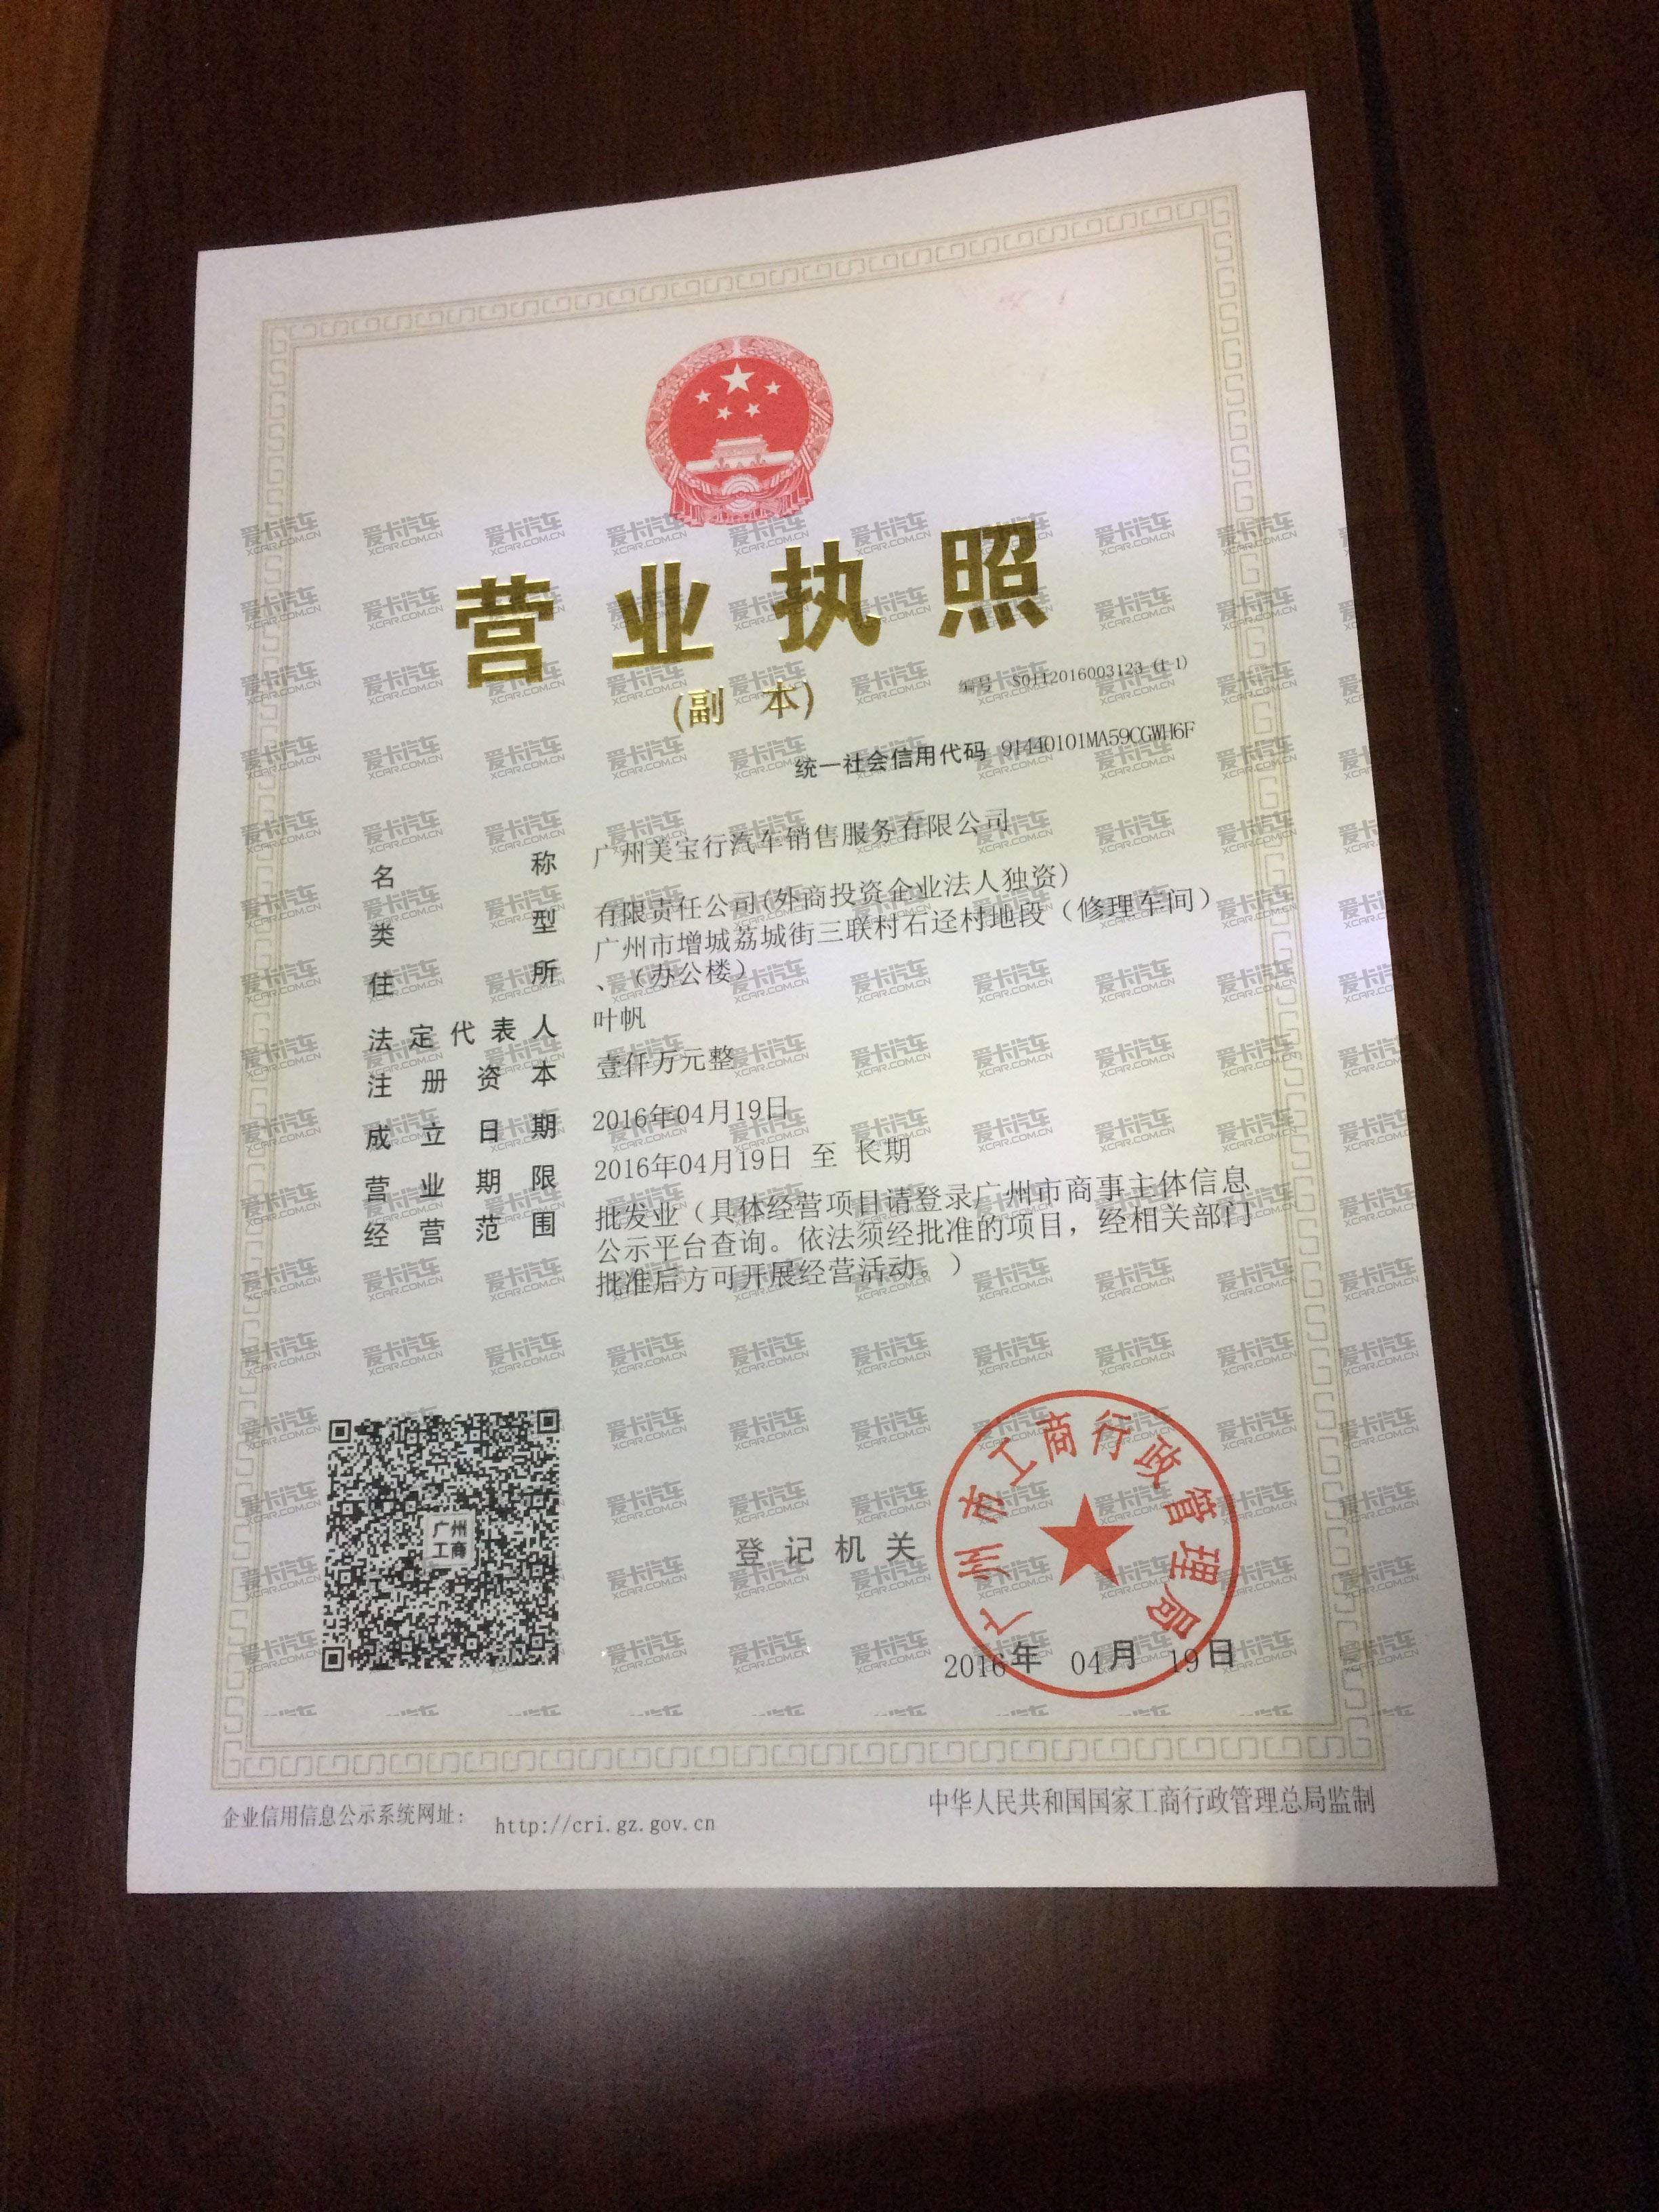 营业执照
(副本)
编号 S0112016003123 (1-1)
统一社会信用代码 91440101MA59CGWH6F
名称 广州美宝行汽车销售服务有限公司
类型 有限责任公司(外商投资企业法人独资)
住所 广州市增城荔城街三联村石迳村地段（修理车间）
、（办公楼）
法定代表人 叶帆
注册资本 壹仟万元整
成立日期 2016年04月19日
营业期限 2016年04月19日 至 长期
经营范围 批发业（具体经营项目请登录广州市商事主体信息
公示平台查询。依法须经批准的项目，经相关部门
批准后方可开展经营活动。）
广州
工商
登记机关
广州市工商行政管理局
2016年 04月 19日
企业信用信息公示系统网址： http://cri.gz.gov.cn
中华人民共和国国家工商行政管理总局监制
爱卡汽车
XCAR.COM.CN